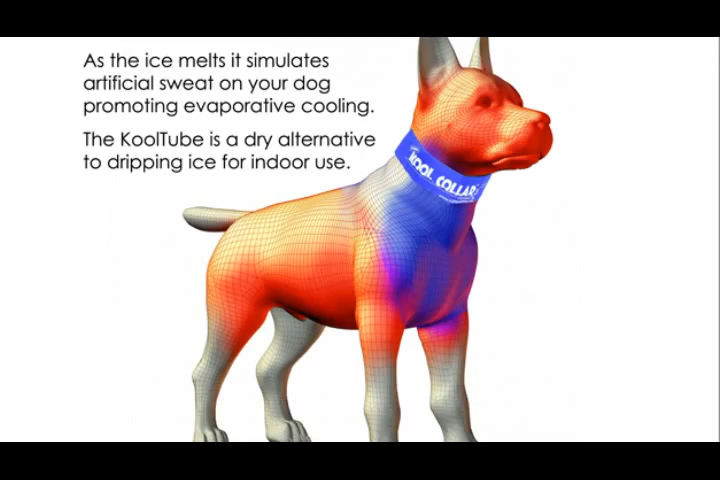 As the ice melts it simulates
artificial sweat on your dog
promoting evaporative cooling.
The KoolTube is a dry alternative
to dripping ice for indoor use.
KOOL COLLAR